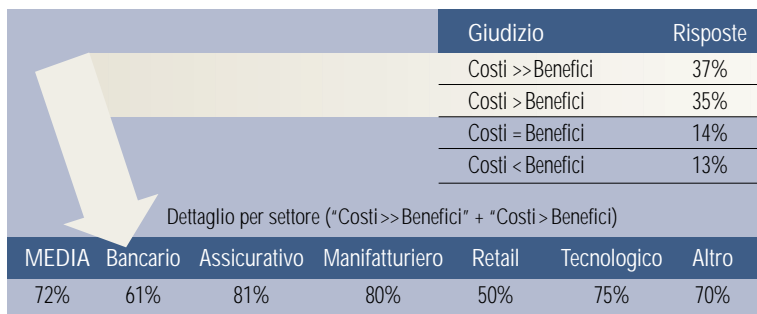 Giudizio Risposte
Costi >> Benefici 37%
Costi > Benefici 35%
Costi = Benefici 14%
Costi < Benefici 13%
Dettaglio per settore ("Costi >> Benefici" + "Costi > Benefici)
MEDIA Bancario Assicurativo Manifatturiero Retail Tecnologico Altro
72% 61% 81% 80% 50% 75% 70%